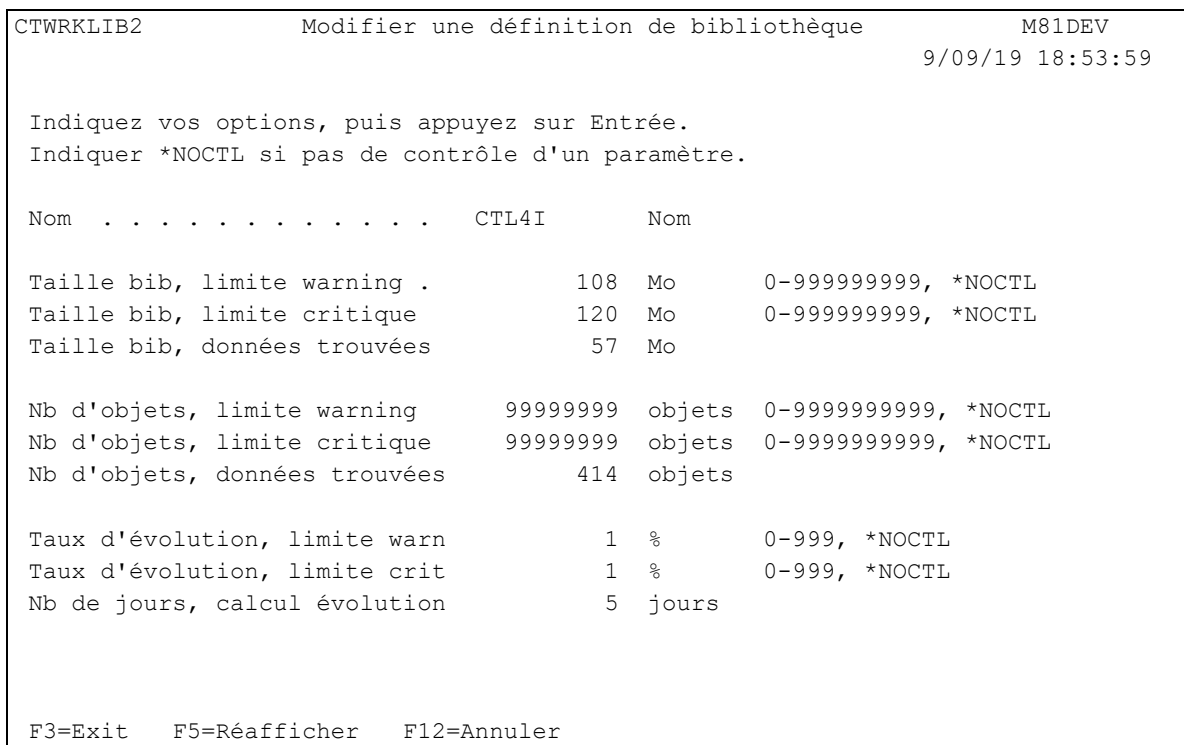 CTWRKLIB2 Modifier une définition de bibliothèque M81DEV
9/09/19 18:53:59
Indiquez vos options, puis appuyez sur Entrée.
Indiquer *NOCTL si pas de contrôle d'un paramètre.
Nom . . . . . . . . . . . . CTL4I Nom
Taille bib, limite warning . 108 Mo 0-999999999, *NOCTL
Taille bib, limite critique 120 Mo 0-999999999, *NOCTL
Taille bib, données trouvées 57 Mo
Nb d'objets, limite warning 99999999 objets 0-9999999999, *NOCTL
Nb d'objets, limite critique 99999999 objets 0-9999999999, *NOCTL
Nb d'objets, données trouvées 414 objets
Taux d'évolution, limite warn 1 % 0-999, *NOCTL
Taux d'évolution, limite crit 1 % 0-999, *NOCTL
Nb de jours, calcul évolution 5 jours
F3=Exit F5=Réafficher F12=Annuler